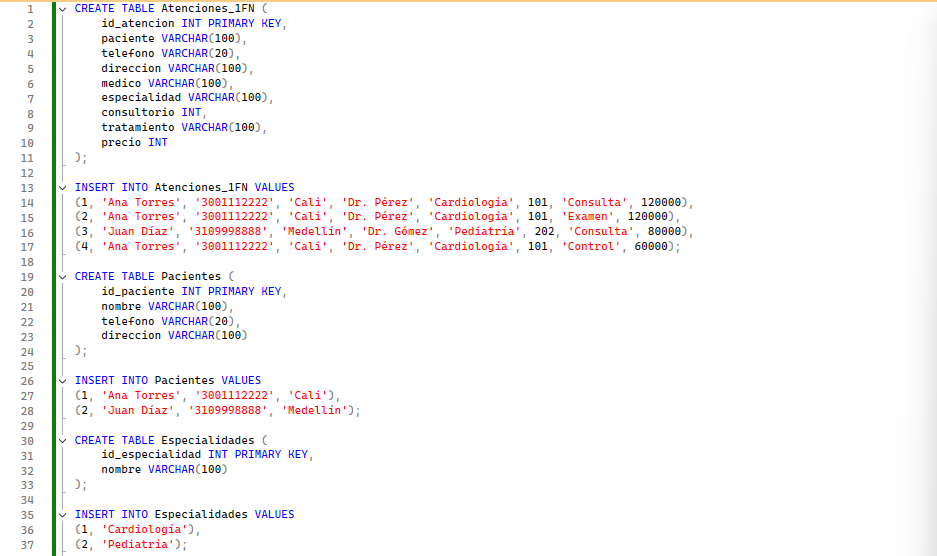 1 CREATE TABLE Atenciones_1FN (
2 id_atencion INT PRIMARY KEY,
3 paciente VARCHAR(100),
4 telefono VARCHAR(20),
5 direccion VARCHAR(100),
6 medico VARCHAR(100),
7 especialidad VARCHAR(100),
8 consultorio INT,
9 tratamiento VARCHAR(100),
10 precio INT
11 );
12
13 INSERT INTO Atenciones_1FN VALUES
14 (1, 'Ana Torres', '3001112222', 'Cali', 'Dr. Pérez', 'Cardiología', 101, 'Consulta', 120000),
15 (2, 'Ana Torres', '3001112222', 'Cali', 'Dr. Pérez', 'Cardiología', 101, 'Examen', 120000),
16 (3, 'Juan Díaz', '3109998888', 'Medellín', 'Dr. Gómez', 'Pediatría', 202, 'Consulta', 80000),
17 (4, 'Ana Torres', '3001112222', 'Cali', 'Dr. Pérez', 'Cardiología', 101, 'Control', 60000);
18
19 CREATE TABLE Pacientes (
20 id_paciente INT PRIMARY KEY,
21 nombre VARCHAR(100),
22 telefono VARCHAR(20),
23 direccion VARCHAR(100)
24 );
25
26 INSERT INTO Pacientes VALUES
27 (1, 'Ana Torres', '3001112222', 'Cali'),
28 (2, 'Juan Díaz', '3109998888', 'Medellín');
29
30 CREATE TABLE Especialidades (
31 id_especialidad INT PRIMARY KEY,
32 nombre VARCHAR(100)
33 );
34
35 INSERT INTO Especialidades VALUES
36 (1, 'Cardiología'),
37 (2, 'Pediatría');